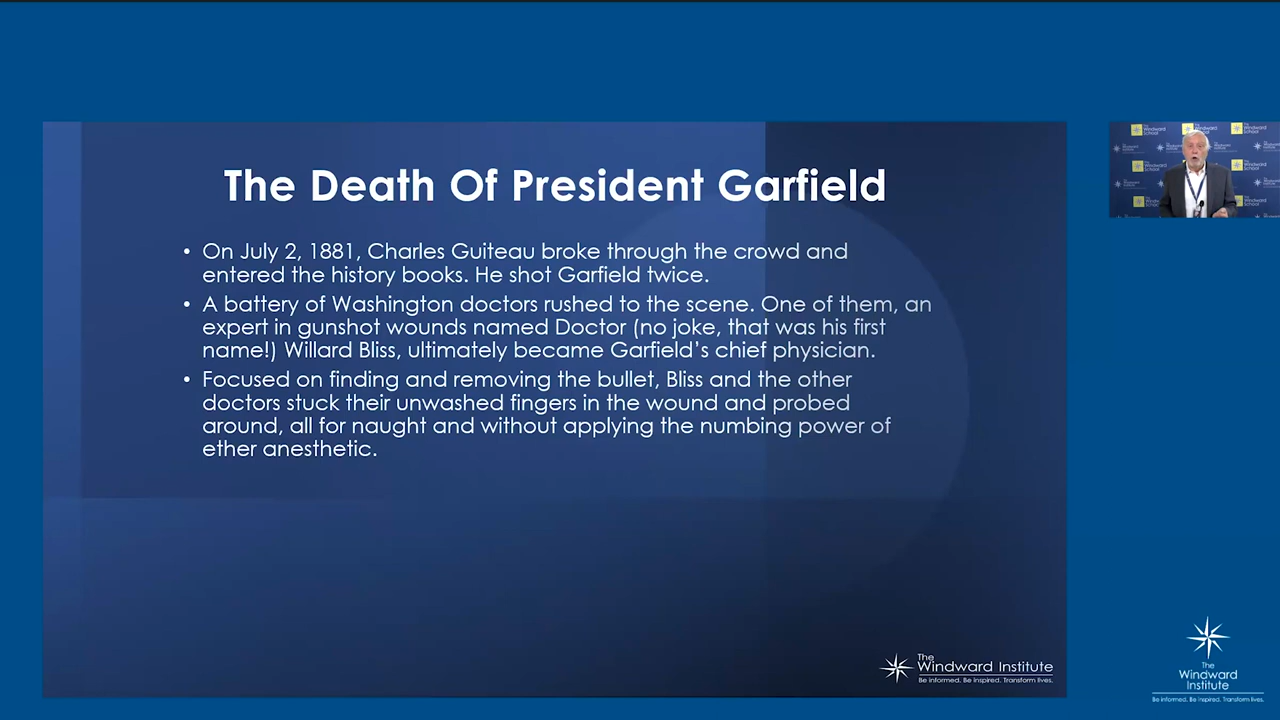 The Death Of President Garfield
• On July 2, 1881, Charles Guiteau broke through the crowd and
entered the history books. He shot Garfield twice.
• A battery of Washington doctors rushed to the scene. One of them, an
expert in gunshot wounds named Doctor (no joke, that was his first
name!) Willard Bliss, ultimately became Garfield's chief physician.
• Focused on finding and removing the bullet, Bliss and the other
doctors stuck their unwashed fingers in the wound and probed
around, all for naught and without applying the numbing power of
ether anesthetic.
The
Windward Institute
Be informed. Be inspired. Transform lives.
The
Windward
Institute
Be informed. Be inspired. Transform lives.